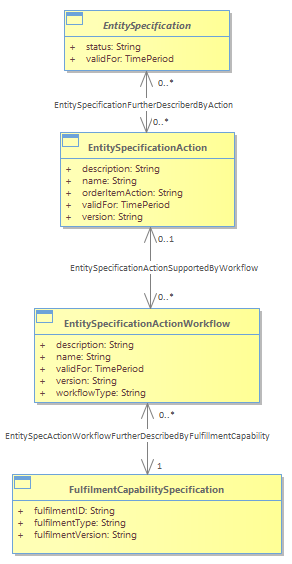 EntitySpecification
+ status: String
+ validFor: TimePeriod
0..*
EntitySpecificationFurtherDescriberdByAction
0..*
EntitySpecificationAction
+ description: String
+ name: String
+ orderItemAction: String
+ validFor: TimePeriod
+ version: String
0..1
EntitySpecificationActionSupportedByWorkflow
0..*
EntitySpecificationActionWorkflow
+ description: String
+ name: String
+ validFor: TimePeriod
+ version: String
+ workflowType: String
0..*
EntitySpecActionWorkflowFurtherDescribedByFulfillmentCapability
1
FulfilmentCapabilitySpecification
+ fulfilmentID: String
+ fulfilmentType: String
+ fulfilmentVersion: String